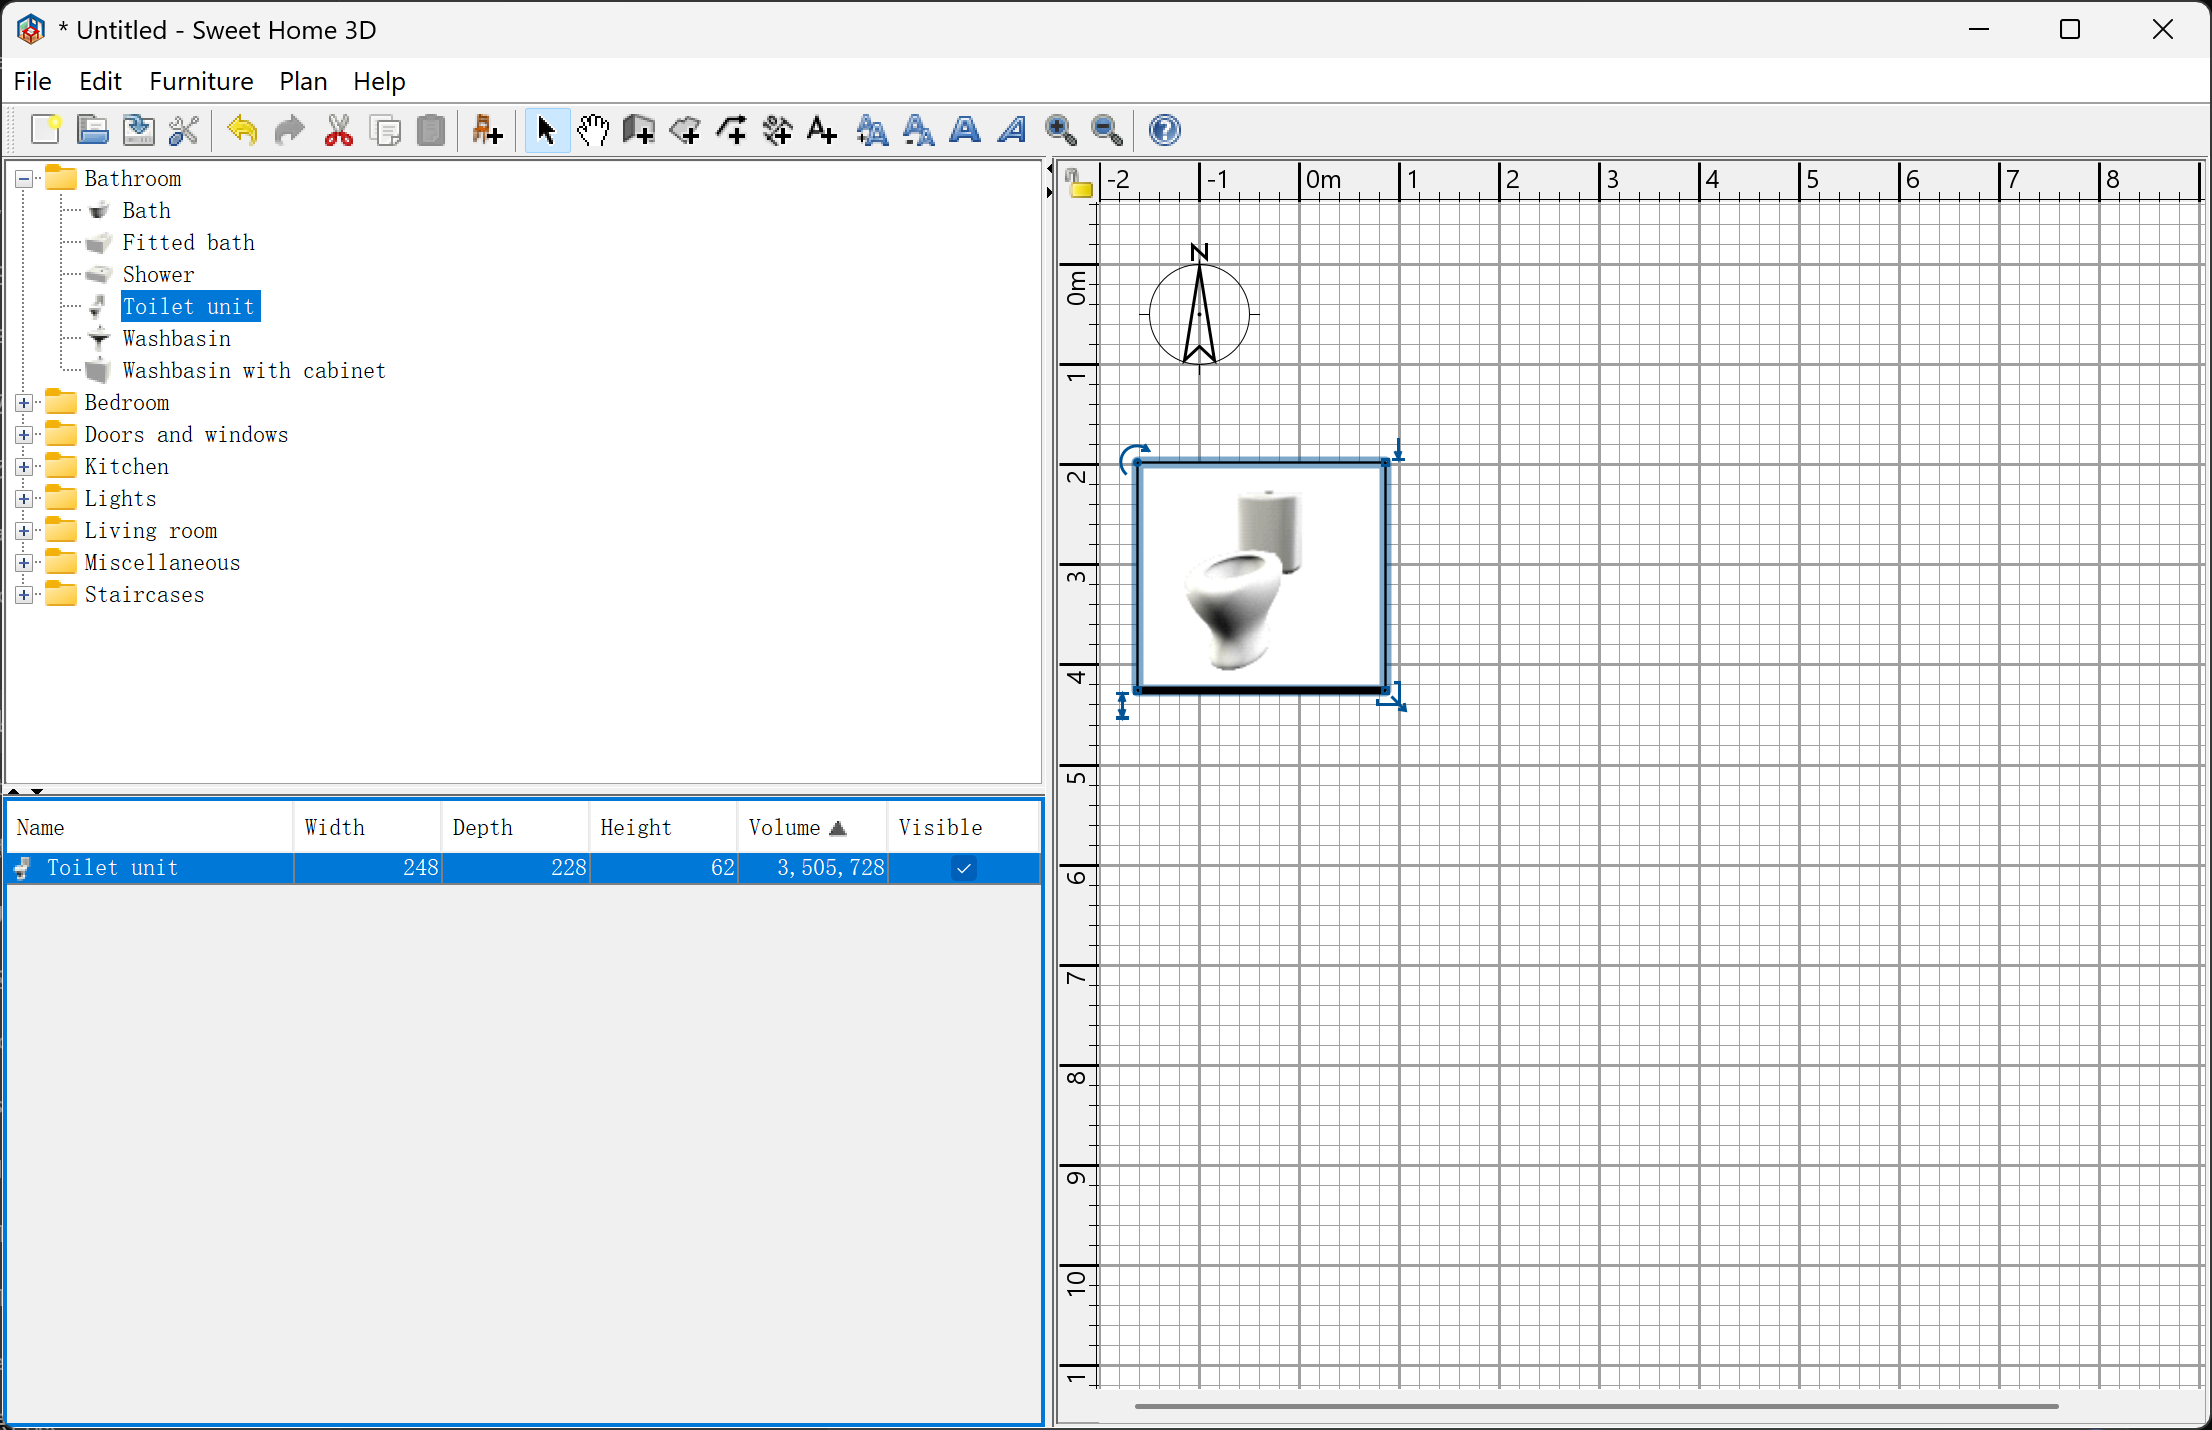 * Untitled - Sweet Home 3D
File Edit Furniture Plan Help
Bathroom
Bath
Fitted bath
Shower
Toilet unit
Washbasin
Washbasin with cabinet
Bedroom
Doors and windows
Kitchen
Lights
Living room
Miscellaneous
Staircases
Name Width Depth Height Volume Visible
Toilet unit 248 228 62 3,505,728
-2 -1 0m 1 2 3 4 5 6 7 8
N
0m
1
2
3
4
5
6
7
8
9
10
1